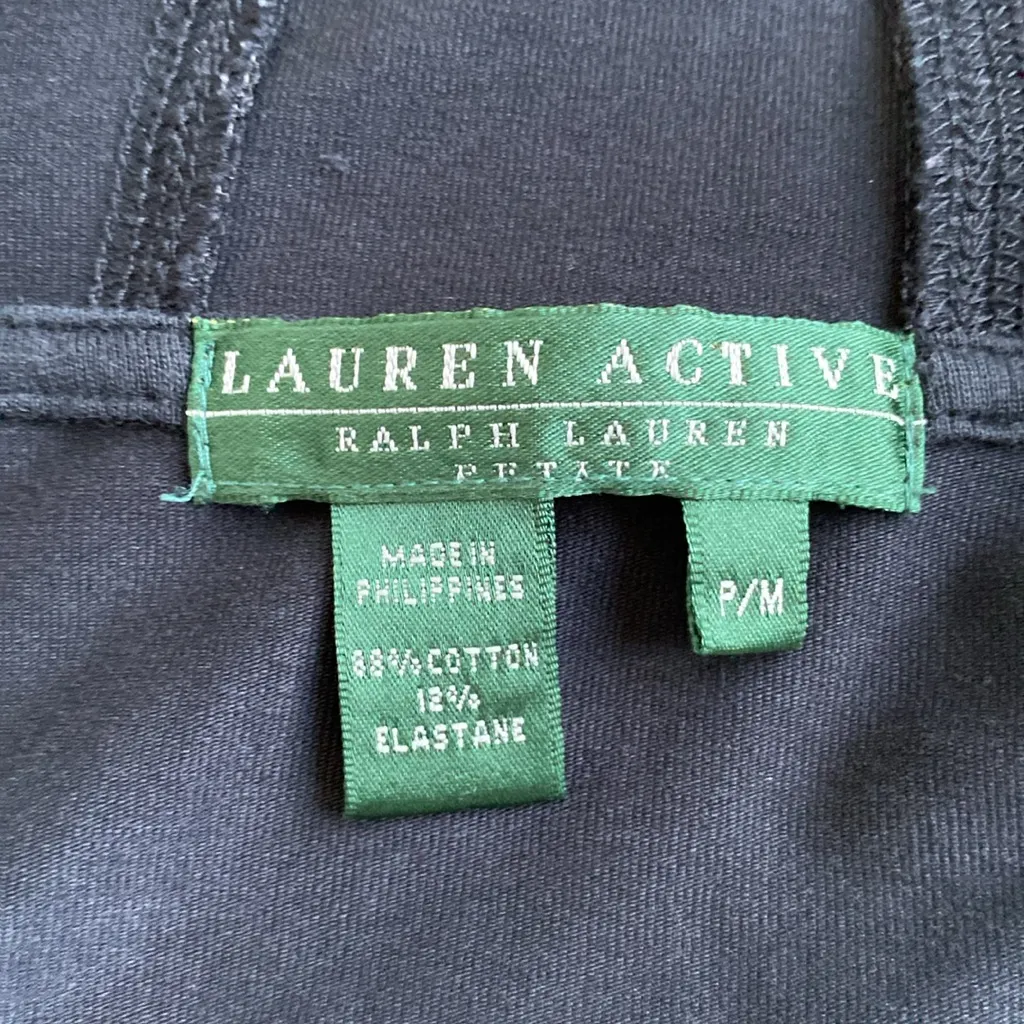 LAUREN ACTIVE
RALPH LAUREN
PETITE
MADE IN
PHILIPPINES
88% COTTON
12%
ELASTANE
P/M